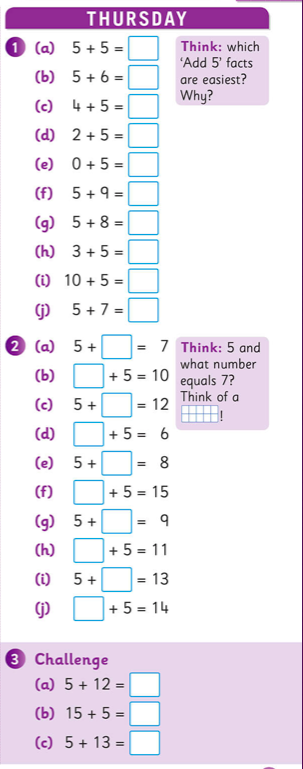 THURSDAY
1 (a) 5 + 5 =
Think: which
‘Add 5’ facts
are easiest?
Why?
(b) 5 + 6 =
(c) 4 + 5 =
(d) 2 + 5 =
(e) 0 + 5 =
(f) 5 + 9 =
(g) 5 + 8 =
(h) 3 + 5 =
(i) 10 + 5 =
(j) 5 + 7 =
2 (a) 5 + = 7
Think: 5 and
what number
equals 7?
Think of a
!
(b) + 5 = 10
(c) 5 + = 12
(d) + 5 = 6
(e) 5 + = 8
(f) + 5 = 15
(g) 5 + = 9
(h) + 5 = 11
(i) 5 + = 13
(j) + 5 = 14
3 Challenge
(a) 5 + 12 =
(b) 15 + 5 =
(c) 5 + 13 =